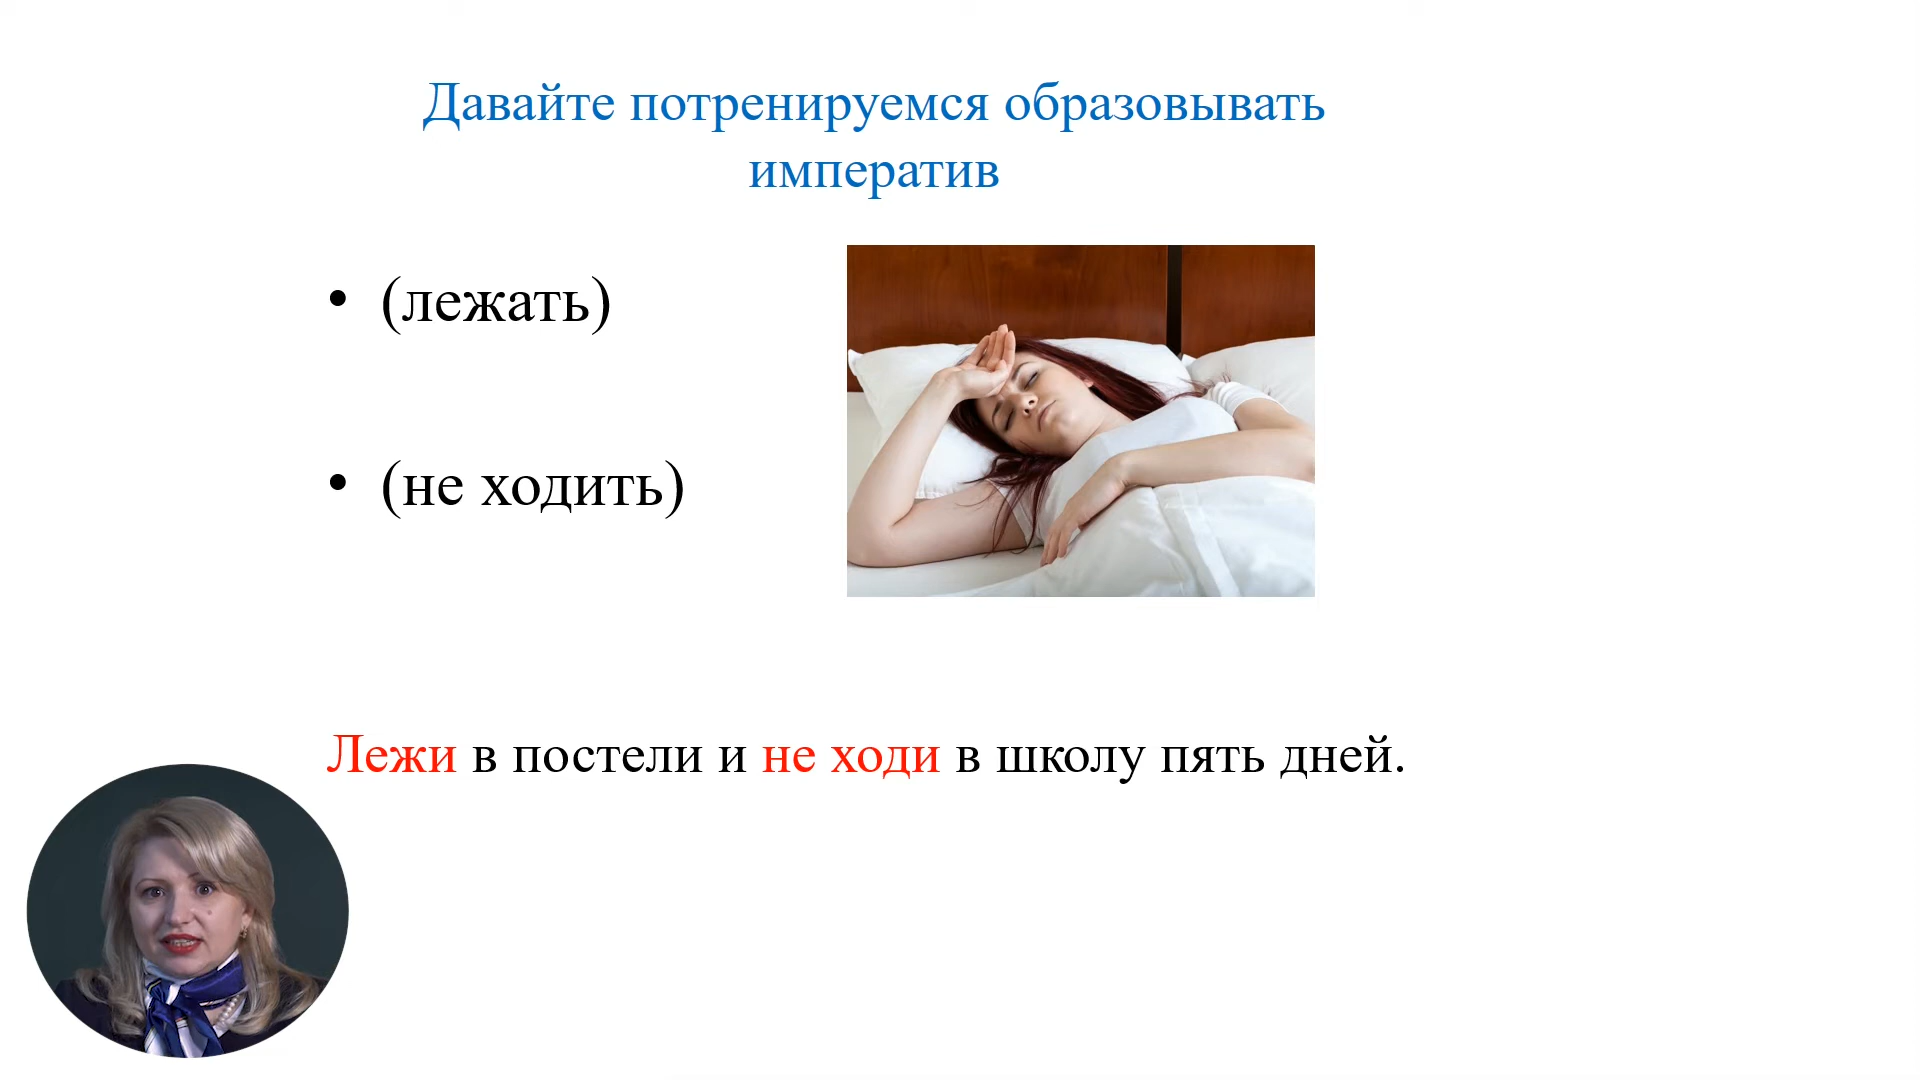 Давайте потренируемся образовывать
императив
• (лежать)
• (не ходить)
Лежи в постели и не ходи в школу пять дней.